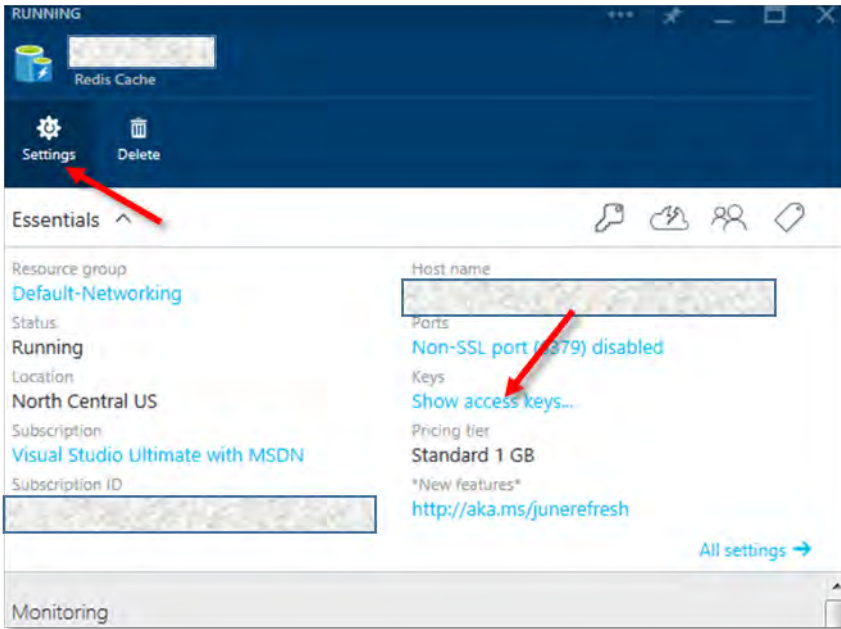 RUNNING
Redis Cache
Settings
Delete
Essentials
Resource group
Default-Networking
Status
Running
Location
North Central US
Subscription
Visual Studio Ultimate with MSDN
Subscription ID
Host name
Ports
Non-SSL port (6379) disabled
Keys
Show access keys...
Pricing tier
Standard 1 GB
*New features*
http://aka.ms/junerefresh
All settings →
Monitoring